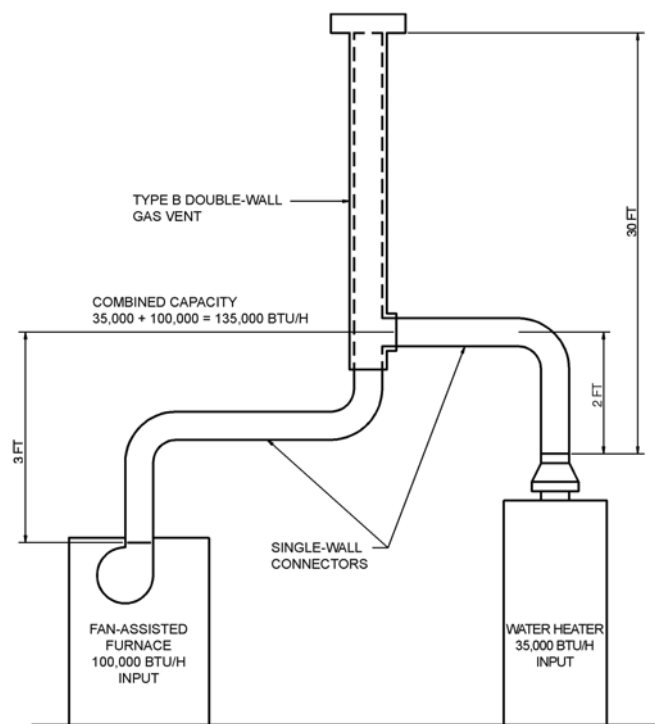 TYPE B DOUBLE-WALL
GAS VENT
30 FT
COMBINED CAPACITY
35,000 + 100,000 = 135,000 BTU/H
3 FT
2 FT
SINGLE-WALL
CONNECTORS
FAN-ASSISTED
FURNACE
100,000 BTU/H
INPUT
WATER HEATER
35,000 BTU/H
INPUT